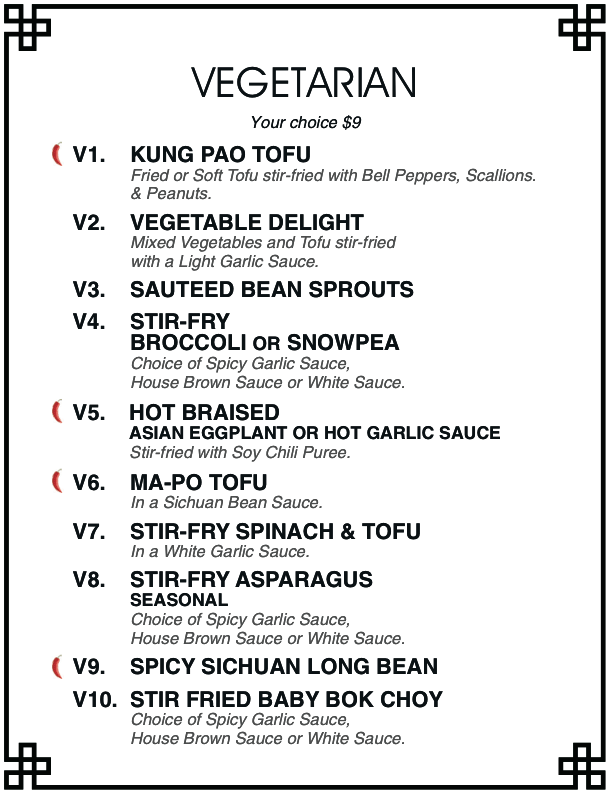 VEGETARIAN
Your choice $9
V1. KUNG PAO TOFU
Fried or Soft Tofu stir-fried with Bell Peppers, Scallions.
& Peanuts.
V2. VEGETABLE DELIGHT
Mixed Vegetables and Tofu stir-fried
with a Light Garlic Sauce.
V3. SAUTEED BEAN SPROUTS
V4. STIR-FRY
BROCCOLI OR SNOWPEA
Choice of Spicy Garlic Sauce,
House Brown Sauce or White Sauce.
V5. HOT BRAISED
ASIAN EGGPLANT OR HOT GARLIC SAUCE
Stir-fried with Soy Chili Puree.
V6. MA-PO TOFU
In a Sichuan Bean Sauce.
V7. STIR-FRY SPINACH & TOFU
In a White Garlic Sauce.
V8. STIR-FRY ASPARAGUS
SEASONAL
Choice of Spicy Garlic Sauce,
House Brown Sauce or White Sauce.
V9. SPICY SICHUAN LONG BEAN
V10. STIR FRIED BABY BOK CHOY
Choice of Spicy Garlic Sauce,
House Brown Sauce or White Sauce.